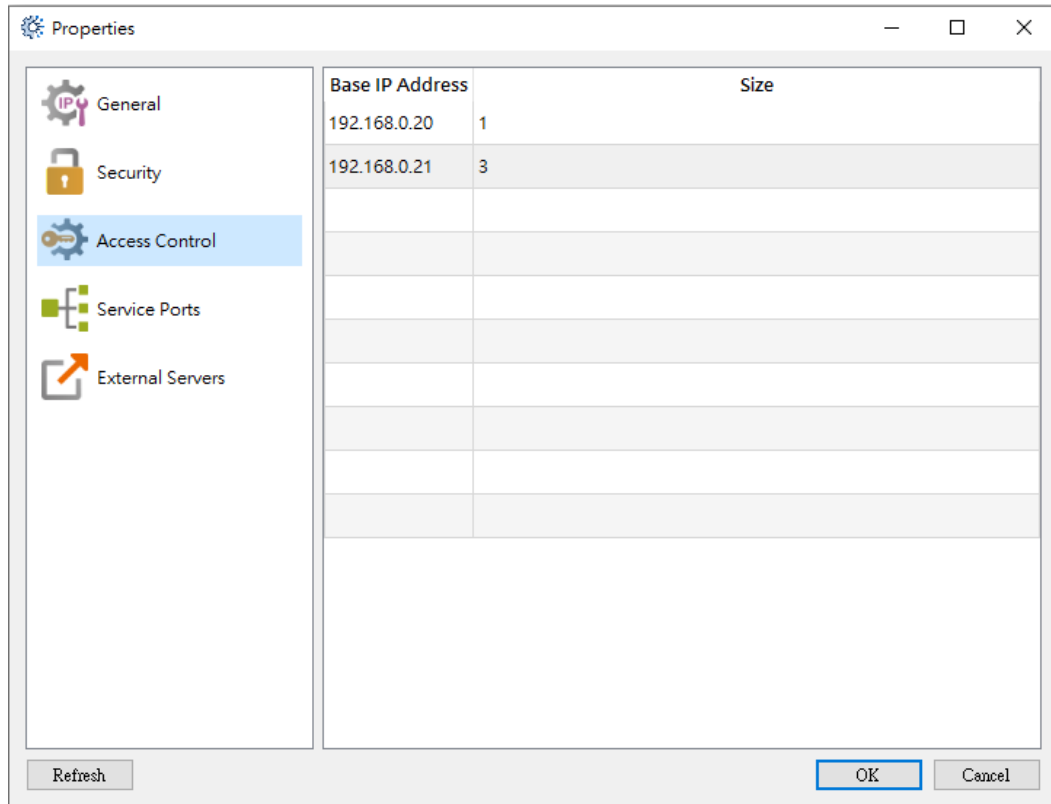 Properties
General
IP
Security
Access Control
Service Ports
External Servers
Base IP Address Size
192.168.0.20 1
192.168.0.21 3
Refresh OK Cancel